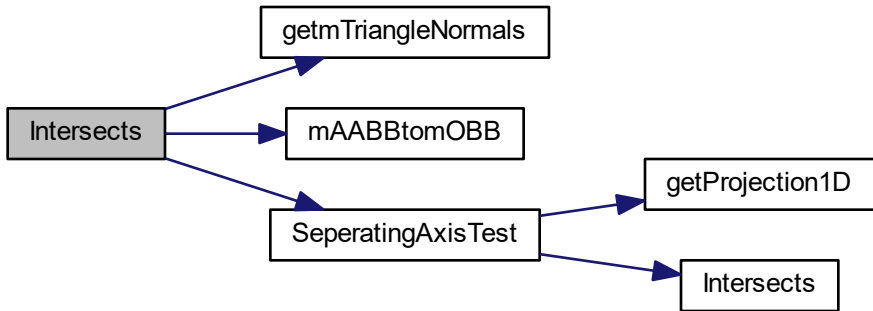 getmTriangleNormals
Intersects
mAABBtomOBB
getProjection1D
SeperatingAxisTest
Intersects